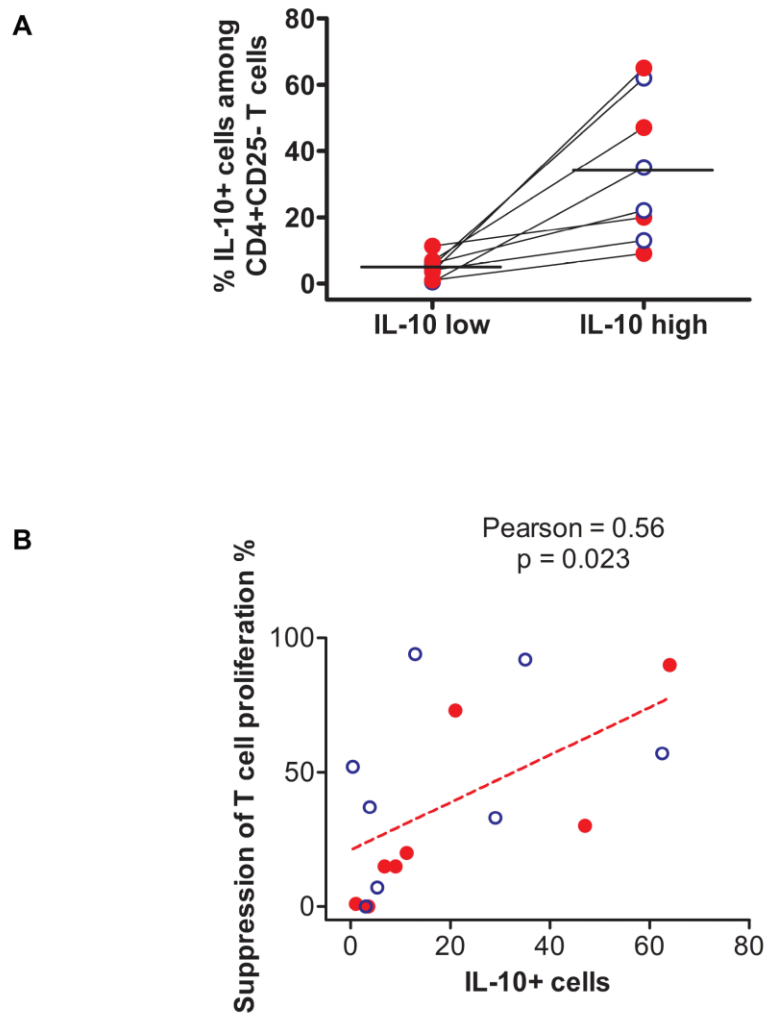 A
% IL-10+ cells among
CD4+CD25- T cells
80
60
40
20
0
IL-10 low
IL-10 high
B
Pearson = 0.56
p = 0.023
Suppression of T cell proliferation %
100
50
0
0
20
40
60
80
IL-10+ cells